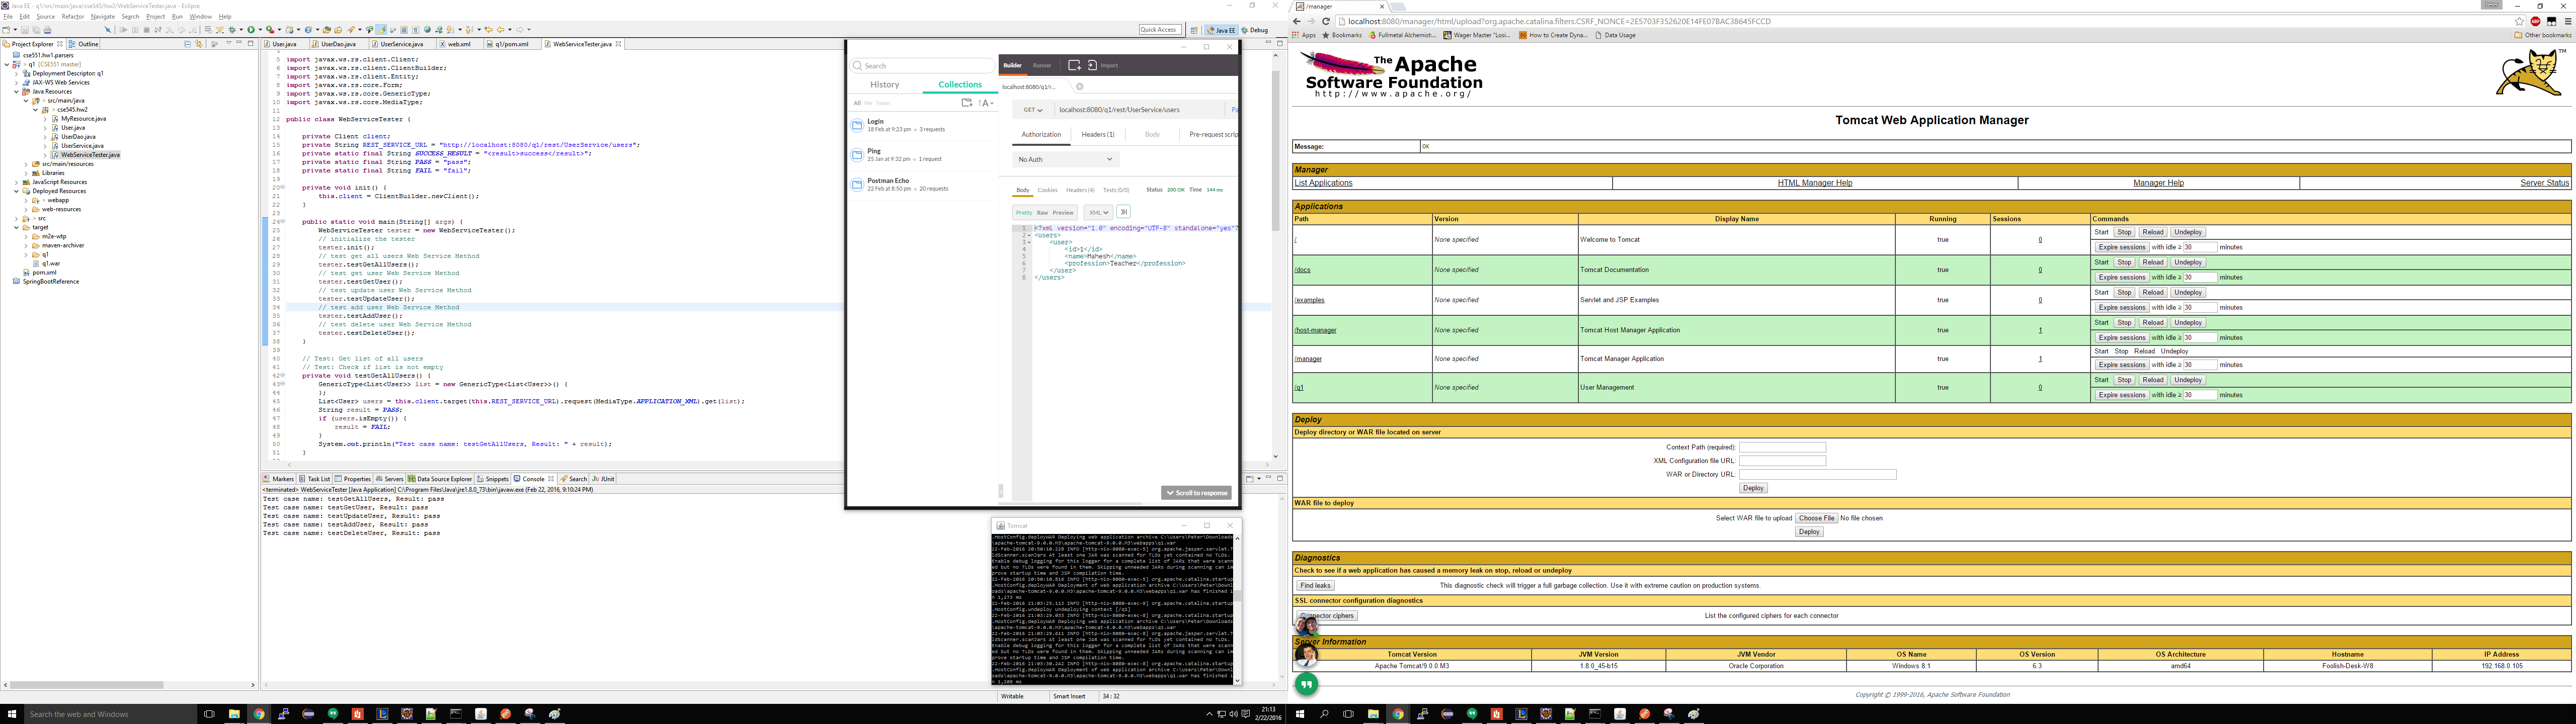 Java EE - q1/src/main/java/cse545/hw2/WebServiceTester.java - Eclipse
File Edit Source Refactor Navigate Search Project Run Window Help
Quick Access
Java EE
Debug
Project Explorer
Outline
cse551.hw1.parsers
q1 [CSE551 master]
Deployment Descriptor: q1
JAX-WS Web Services
Java Resources
src/main/java
cse545.hw2
MyResource.java
User.java
UserDao.java
UserService.java
WebServiceTester.java
src/main/resources
Libraries
JavaScript Resources
Deployed Resources
webapp
web-resources
src
target
m2e-wtp
maven-archiver
q1
q1.war
pom.xml
SpringBootReference
User.java
UserDao.java
UserService.java
web.xml
q1/pom.xml
WebServiceTester.java
5 import javax.ws.rs.client.Client;
6 import javax.ws.rs.client.ClientBuilder;
7 import javax.ws.rs.client.Entity;
8 import javax.ws.rs.core.Form;
9 import javax.ws.rs.core.GenericType;
10 import javax.ws.rs.core.MediaType;
11
12 public class WebServiceTester {
13
14 private Client client;
15 private String REST_SERVICE_URL = "http://localhost:8080/q1/rest/UserService/users";
16 private static final String SUCCESS_RESULT = "<result>success</result>";
17 private static final String PASS = "pass";
18 private static final String FAIL = "fail";
19
20 private void init() {
21 this.client = ClientBuilder.newClient();
22 }
23
24 public static void main(String[] args) {
25 WebServiceTester tester = new WebServiceTester();
26 // initialize the tester
27 tester.init();
28 // test get all users Web Service Method
29 tester.testGetAllUsers();
30 // test get user Web Service Method
31 tester.testGetUser();
32 // test update user Web Service Method
33 tester.testUpdateUser();
34 // test add user Web Service Method
35 tester.testAddUser();
36 // test delete user Web Service Method
37 tester.testDeleteUser();
38 }
39
40 // Test: Get list of all users
41 // Test: Check if list is not empty
42 private void testGetAllUsers() {
43 GenericType<List<User>> list = new GenericType<List<User>>() {
44 };
45 List<User> users = this.client.target(this.REST_SERVICE_URL).request(MediaType.APPLICATION_XML).get(list);
46 String result = PASS;
47 if (users.isEmpty()) {
48 result = FAIL;
49 }
50 System.out.println("Test case name: testGetAllUsers, Result: " + result);
51 }
Markers Task List Properties Servers Data Source Explorer Snippets Console Search JUnit
<terminated> WebServiceTester [Java Application] C:\Program Files\Java\jre1.8.0_73\bin\javaw.exe (Feb 22, 2016, 9:10:24 PM)
Test case name: testGetAllUsers, Result: pass
Test case name: testGetUser, Result: pass
Test case name: testUpdateUser, Result: pass
Test case name: testAddUser, Result: pass
Test case name: testDeleteUser, Result: pass
Writable Smart Insert 34 : 32
Search
History Collections
All Me Team
Login
18 Feb at 9:23 pm 3 requests
Ping
25 Jan at 9:32 pm 1 request
Postman Echo
22 Feb at 8:50 pm 20 requests
Builder Runner Import
localhost:8080/q1/r...
GET localhost:8080/q1/rest/UserService/users
Authorization Headers (1) Body Pre-request scrip
No Auth
Body Cookies Headers (4) Tests (0/0) Status 200 OK Time 144 ms
Pretty Raw Preview XML
1 <?xml version="1.0" encoding="UTF-8" standalone="yes"?
2 <users>
3 <user>
4 <id>1</id>
5 <name>Mahesh</name>
6 <profession>Teacher</profession>
7 </user>
8 </users>
Scroll to response
Tomcat
.HostConfig.deployWAR Deploying web application archive C:\Users\Peter\Downloads
\apache-tomcat-9.0.0.M3\apache-tomcat-9.0.0.M3\webapps\q1.war
Search the web and Windows
21:13
2/22/2016
/manager
localhost:8080/manager/html/upload?org.apache.catalina.filters.CSRF_NONCE=2E5703F352620E14FE07BAC38645FCCD
Apps Bookmarks Fullmetal Alchemist:... Wager Master "Losi... How to Create Dyna... Data Usage Other bookmarks
The Apache
Software Foundation
http://www.apache.org/
TM
Tomcat Web Application Manager
Message: OK
Manager
List Applications HTML Manager Help Manager Help Server Status
Applications
Path Version Display Name Running Sessions Commands
/ None specified Welcome to Tomcat true 0 Start Stop Reload Undeploy
Expire sessions with idle ≥ 30 minutes
/docs None specified Tomcat Documentation true 0 Start Stop Reload Undeploy
Expire sessions with idle ≥ 30 minutes
/examples None specified Servlet and JSP Examples true 0 Start Stop Reload Undeploy
Expire sessions with idle ≥ 30 minutes
/host-manager None specified Tomcat Host Manager Application true 1 Start Stop Reload Undeploy
Expire sessions with idle ≥ 30 minutes
/manager None specified Tomcat Manager Application true 1 Start Stop Reload Undeploy
Expire sessions with idle ≥ 30 minutes
/q1 None specified User Management true 0 Start Stop Reload Undeploy
Expire sessions with idle ≥ 30 minutes
Deploy
Deploy directory or WAR file located on server
Context Path (required):
XML Configuration file URL:
WAR or Directory URL:
Deploy
WAR file to deploy
Select WAR file to upload Choose File No file chosen
Deploy
Diagnostics
Check to see if a web application has caused a memory leak on stop, reload or undeploy
Find leaks This diagnostic check will trigger a full garbage collection. Use it with extreme caution on production systems.
SSL connector configuration diagnostics
Connector ciphers List the configured ciphers for each connector
Server Information
Tomcat Version JVM Version JVM Vendor OS Name OS Version OS Architecture Hostname IP Address
Apache Tomcat/9.0.0.M3 1.8.0_45-b15 Oracle Corporation Windows 8.1 6.3 amd64 Foolish-Desk-W8 192.168.0.105
Copyright © 1999-2016, Apache Software Foundation